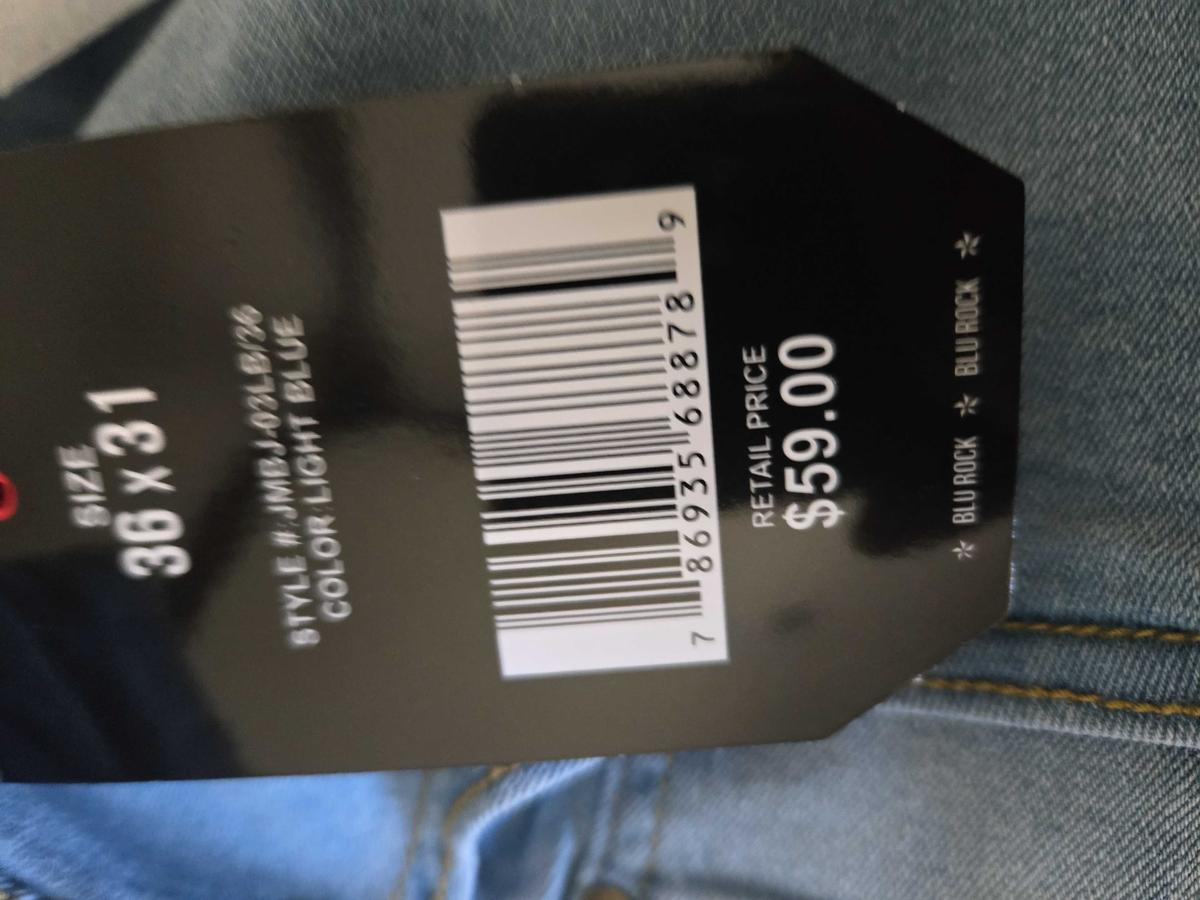 SIZE
36 X 31
STYLE #: JMBJ-03LB/36
COLOR: LIGHT BLUE
7 86935 68878 9
RETAIL PRICE
$59.00
BLU ROCK BLU ROCK